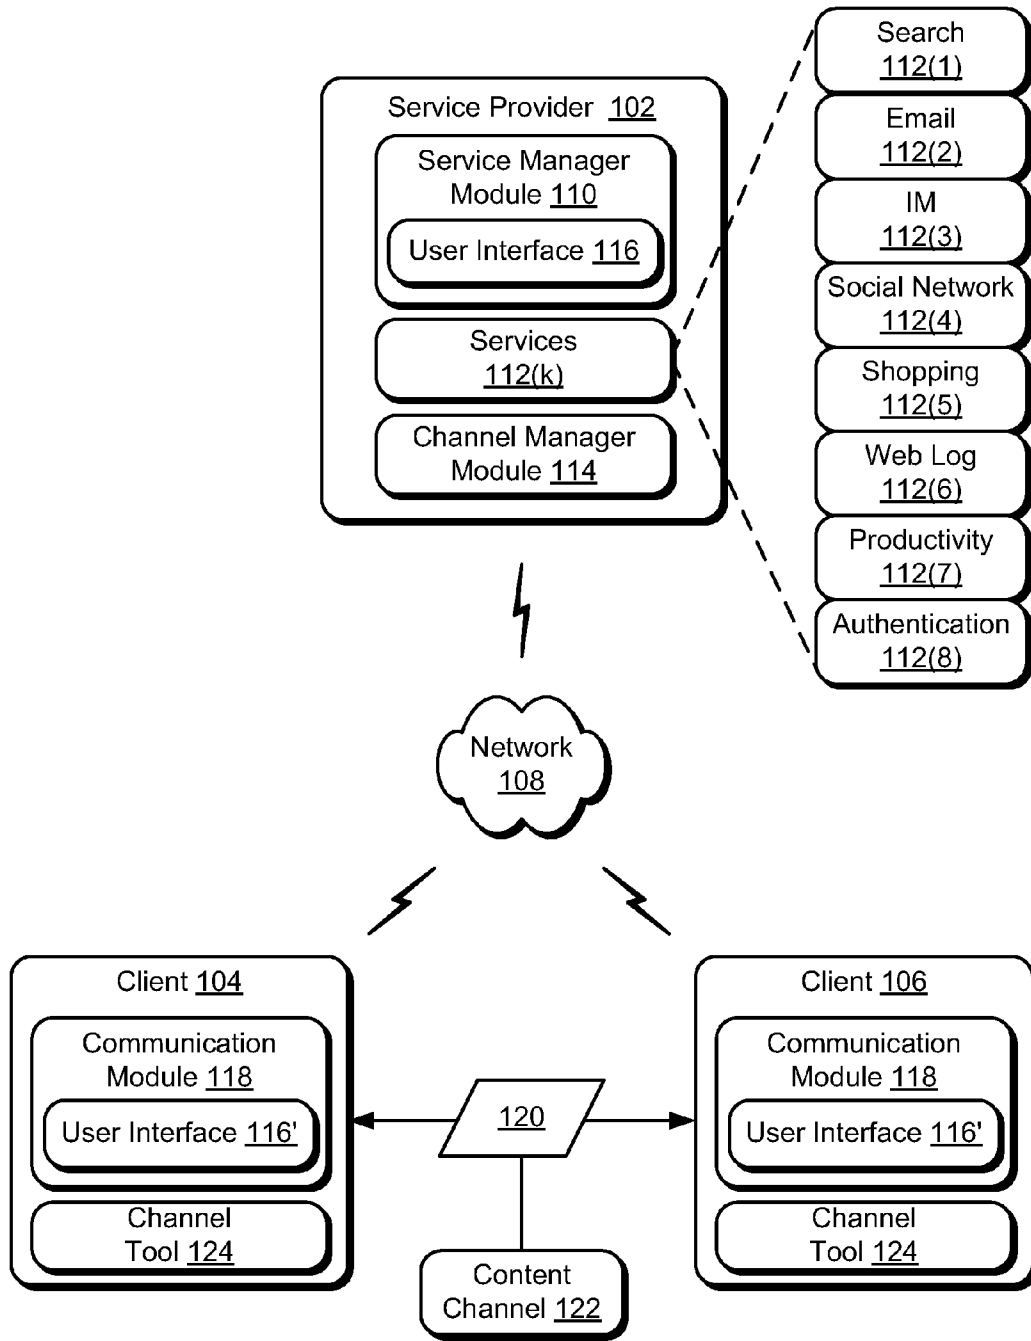 Service Provider 102
Service Manager
Module 110
User Interface 116
Services
112(k)
Channel Manager
Module 114
Search
112(1)
Email
112(2)
IM
112(3)
Social Network
112(4)
Shopping
112(5)
Web Log
112(6)
Productivity
112(7)
Authentication
112(8)
Network
108
Client 104
Communication
Module 118
User Interface 116'
Channel
Tool 124
120
Content
Channel 122
Client 106
Communication
Module 118
User Interface 116'
Channel
Tool 124